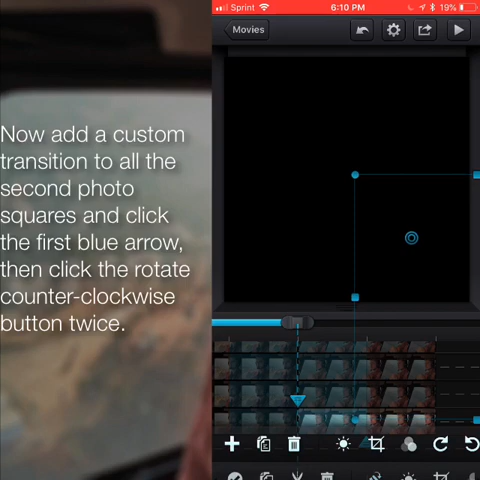 Sprint 6:10 PM 19%
Movies
Now add a custom
transition to all the
second photo
squares and click
the first blue arrow,
then click the rotate
counter-clockwise
button twice.